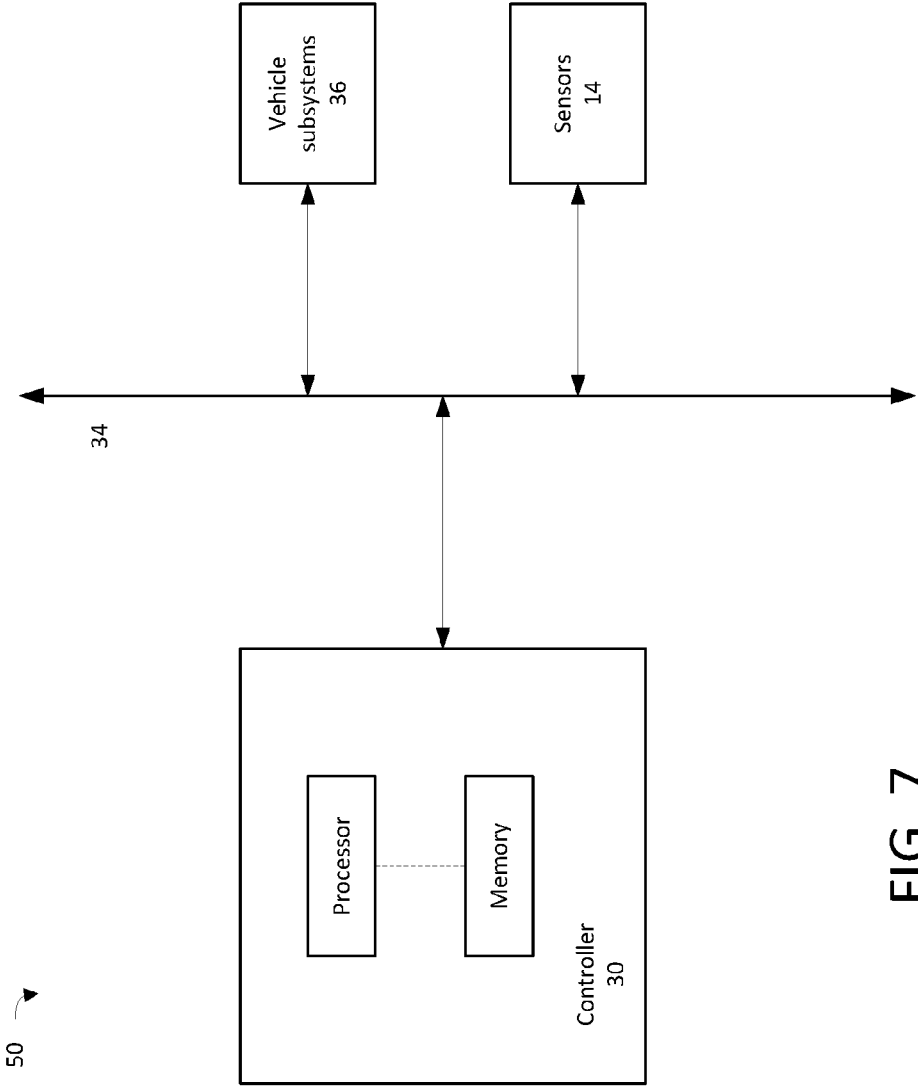 50
34
Vehicle
subsystems
36
Sensors
14
Processor
Memory
Controller
30
FIG. 7